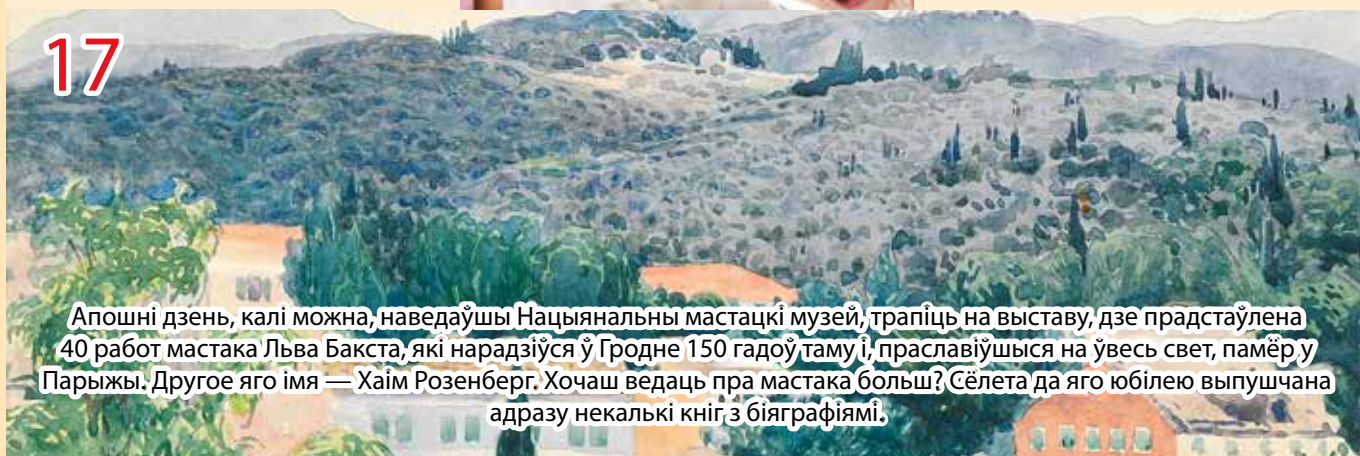 17
Апошні дзень, калі можна, наведаўшы Нацыянальны мастацкі музей, трапіць на выставу, дзе прадстаўлена
40 работ мастака Льва Бакста, які нарадзіўся ў Гродне 150 гадоў таму і, праславіўшыся на ўвесь свет, памёр у
Парыжы. Другое яго імя — Хаім Розенберг. Хочаш ведаць пра мастака больш? Сёлета да яго юбілею выпушчана
адразу некалькі кніг з біяграфіямі.